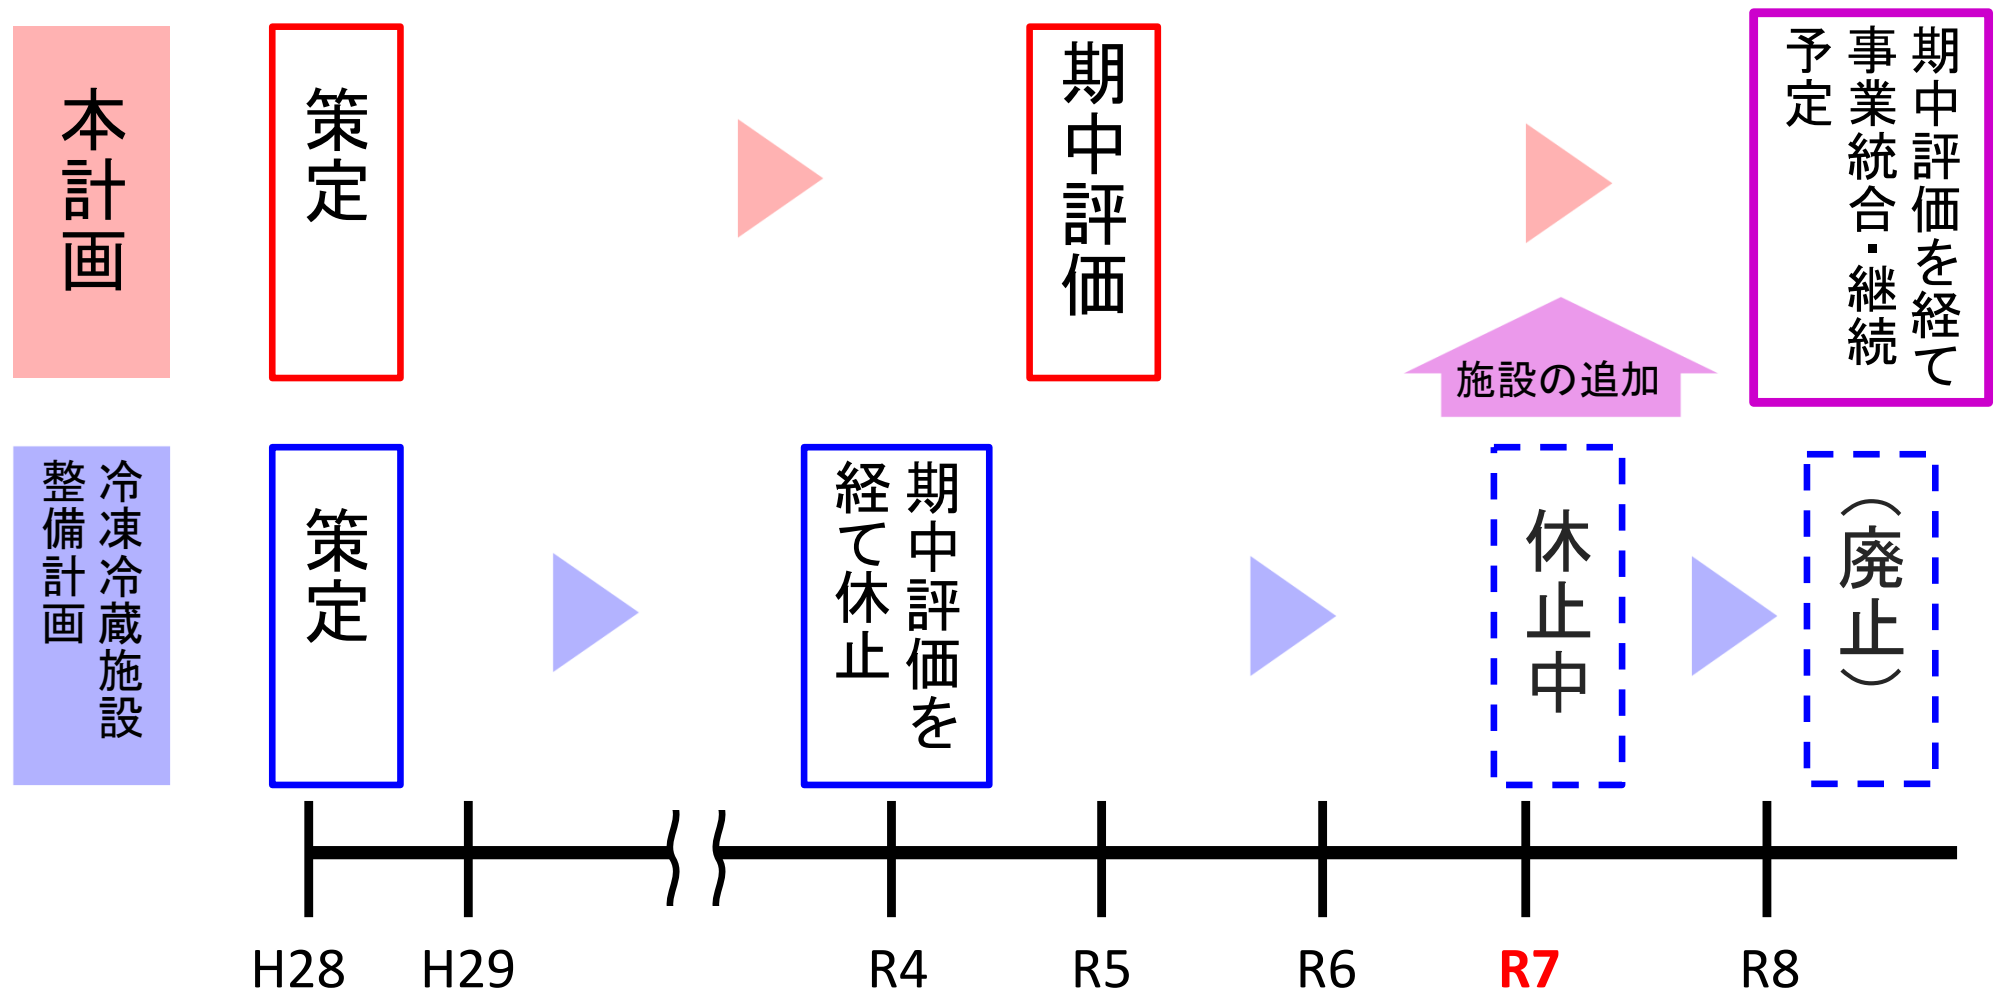 本計画
策定
期中評価
期中評価を経て
事業統合・継続
予定
施設の追加
冷凍冷蔵施設
整備計画
策定
期中評価を
経て休止
休止中
（廃止）
H28
H29
R4
R5
R6
R7
R8